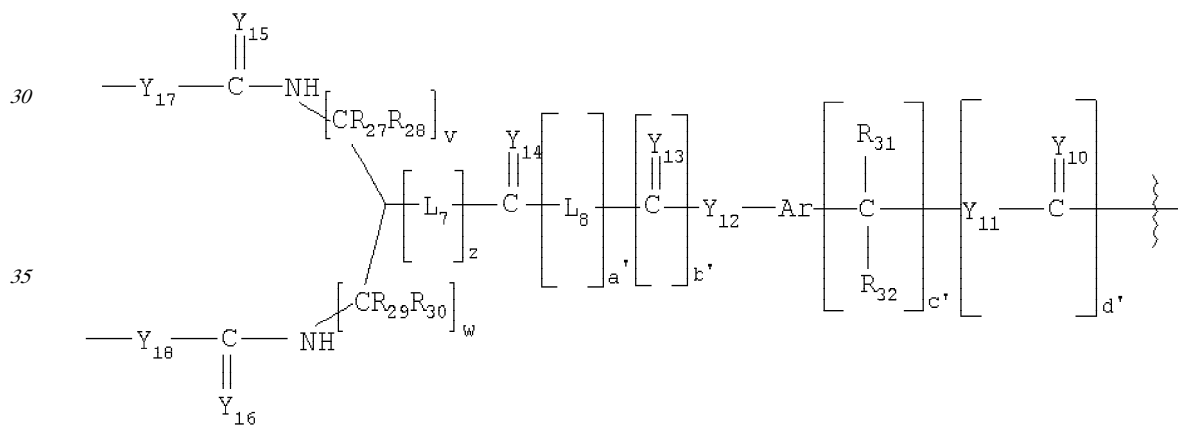 Y15
30 —Y17—C—NH
[CR27R28]v
Y14 Y13 R31 Y10
[L7]z—C—[L8]a'—[C]b'—Y12—Ar—[C]c'—[Y11—C]d'
R32
35
[CR29R30]w
—Y18—C—NH
Y16